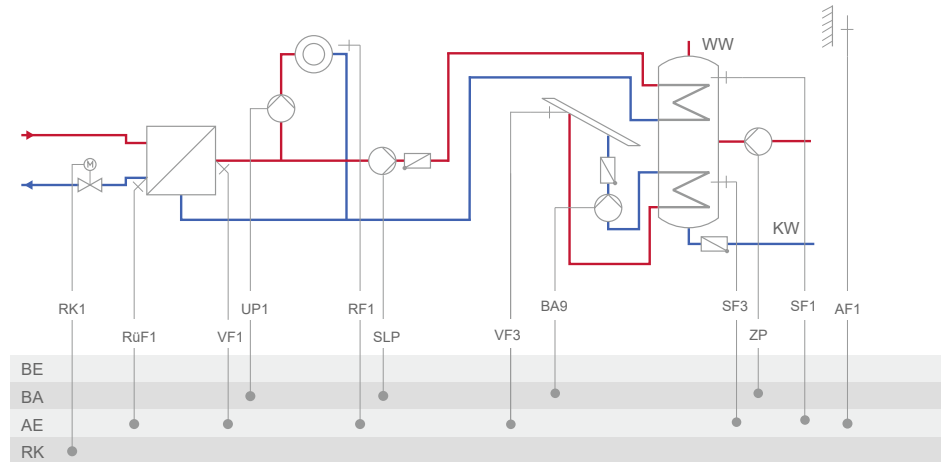 WW
M
KW
RK1
UP1
RF1
BA9
SF3
SF1
AF1
RüF1
VF1
SLP
VF3
ZP
BE
BA
AE
RK